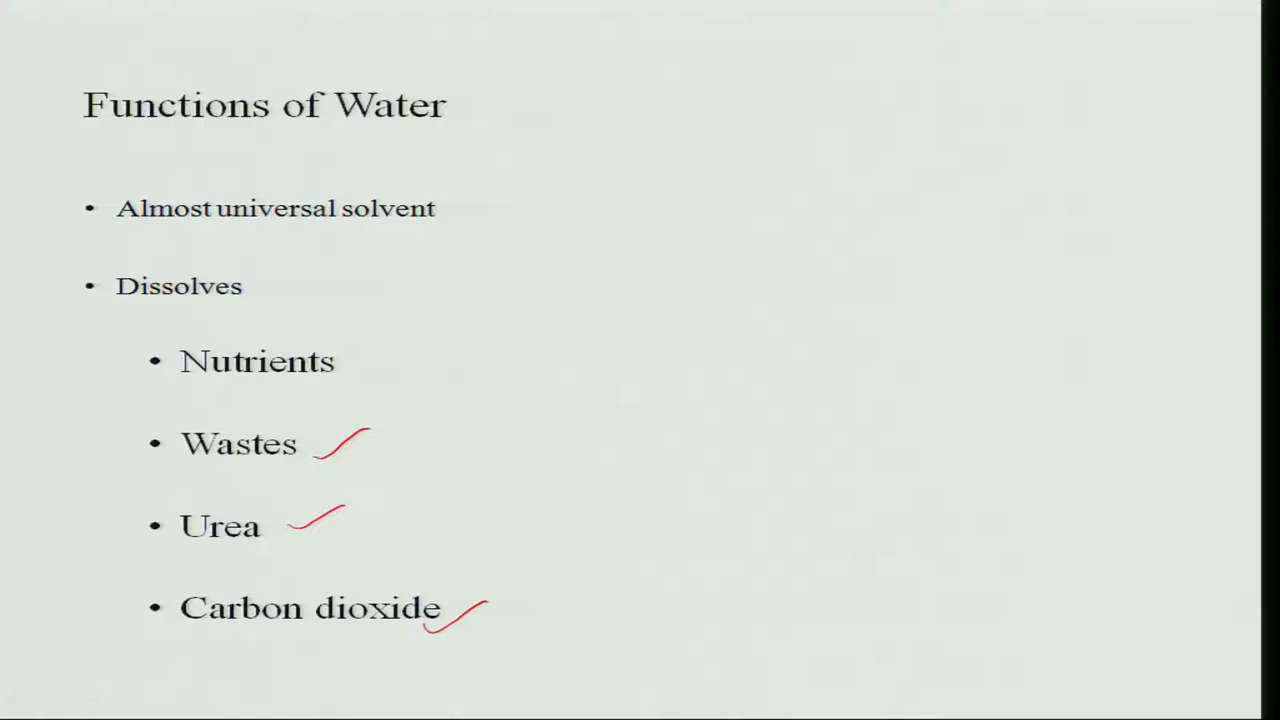 Functions of Water
• Almost universal solvent
• Dissolves
• Nutrients
• Wastes
• Urea
• Carbon dioxide